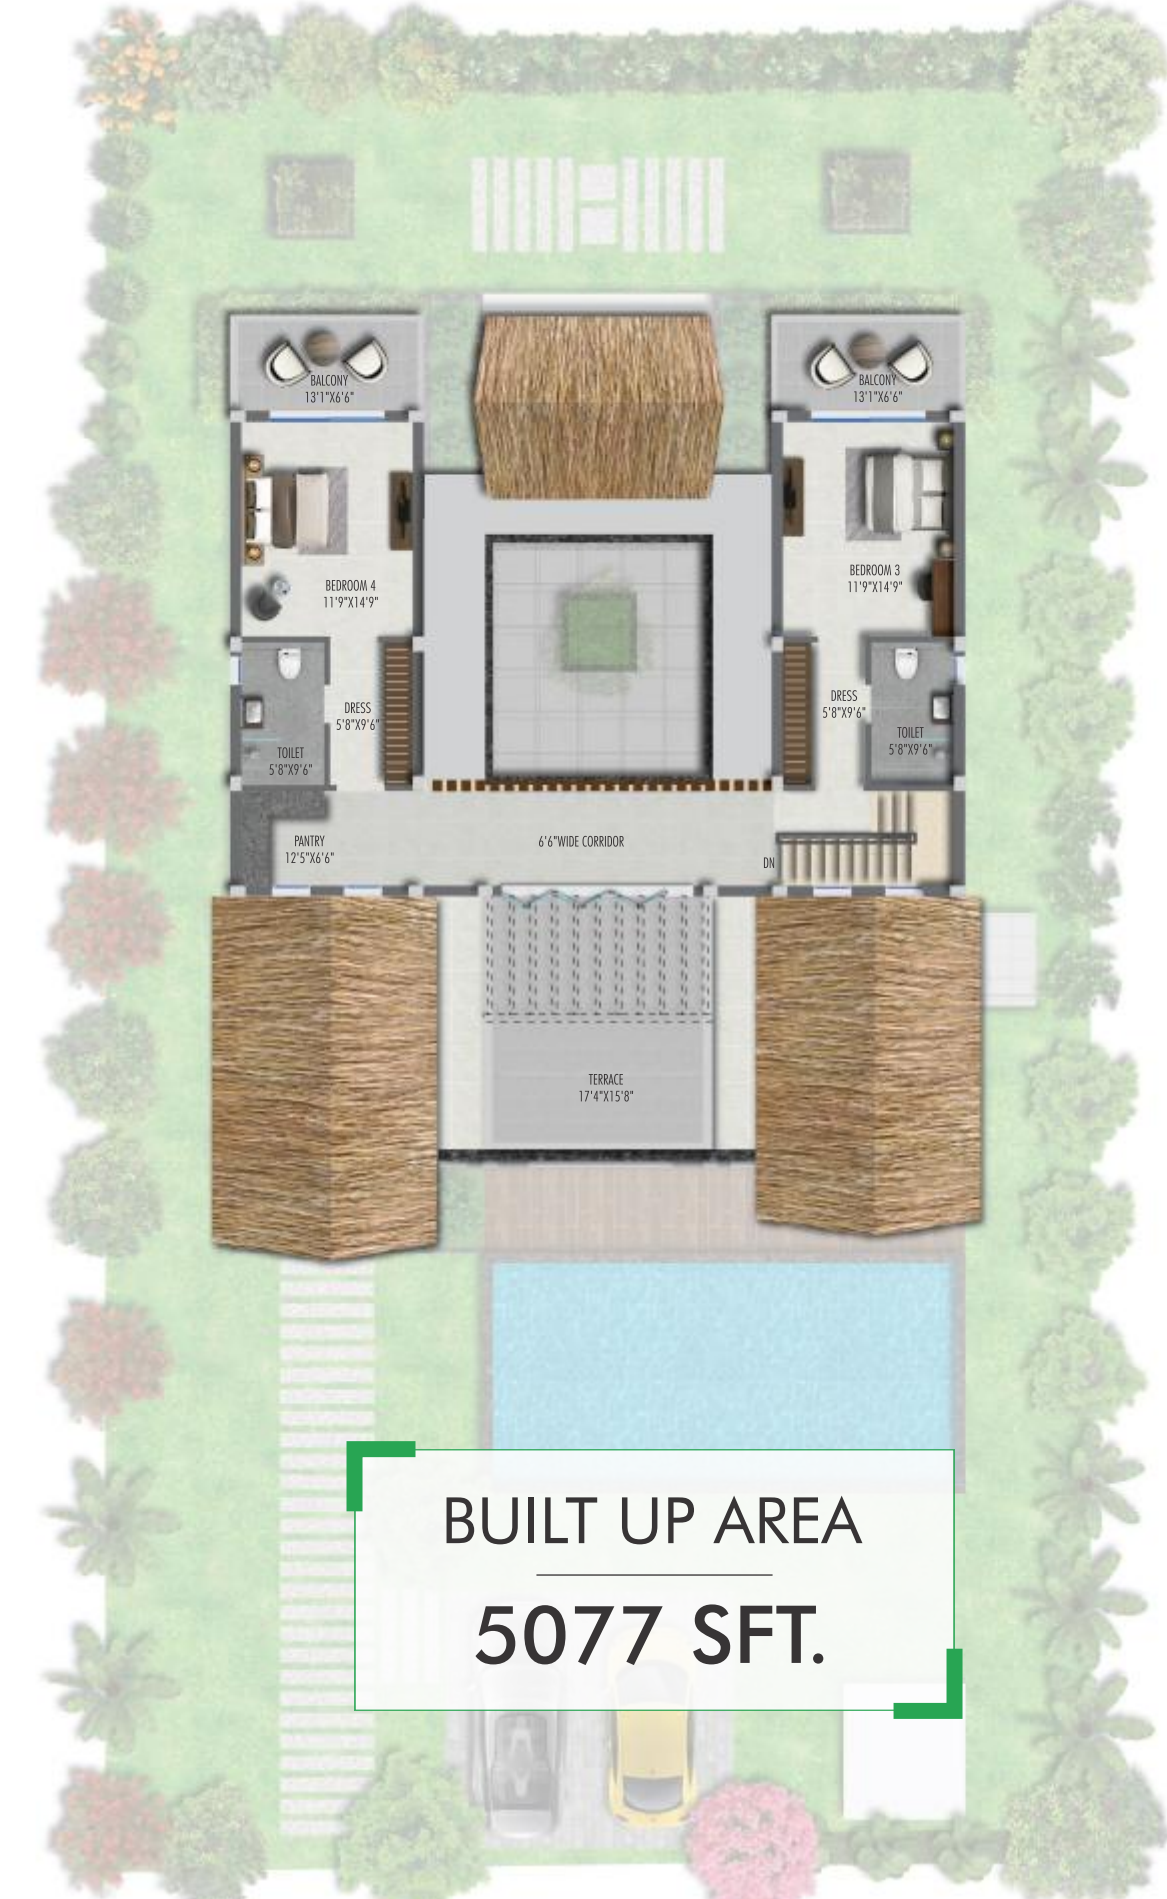 BALCONY
13'1"X6'6"
BALCONY
13'1"X6'6"
BEDROOM 4
11'9"X14'9"
BEDROOM 3
11'9"X14'9"
DRESS
5'8"X9'6"
DRESS
5'8"X9'6"
TOILET
5'8"X9'6"
TOILET
5'8"X9'6"
PANTRY
12'5"X6'6"
6'6"WIDE CORRIDOR
DN
TERRACE
17'4"X15'8"
BUILT UP AREA
5077 SFT.